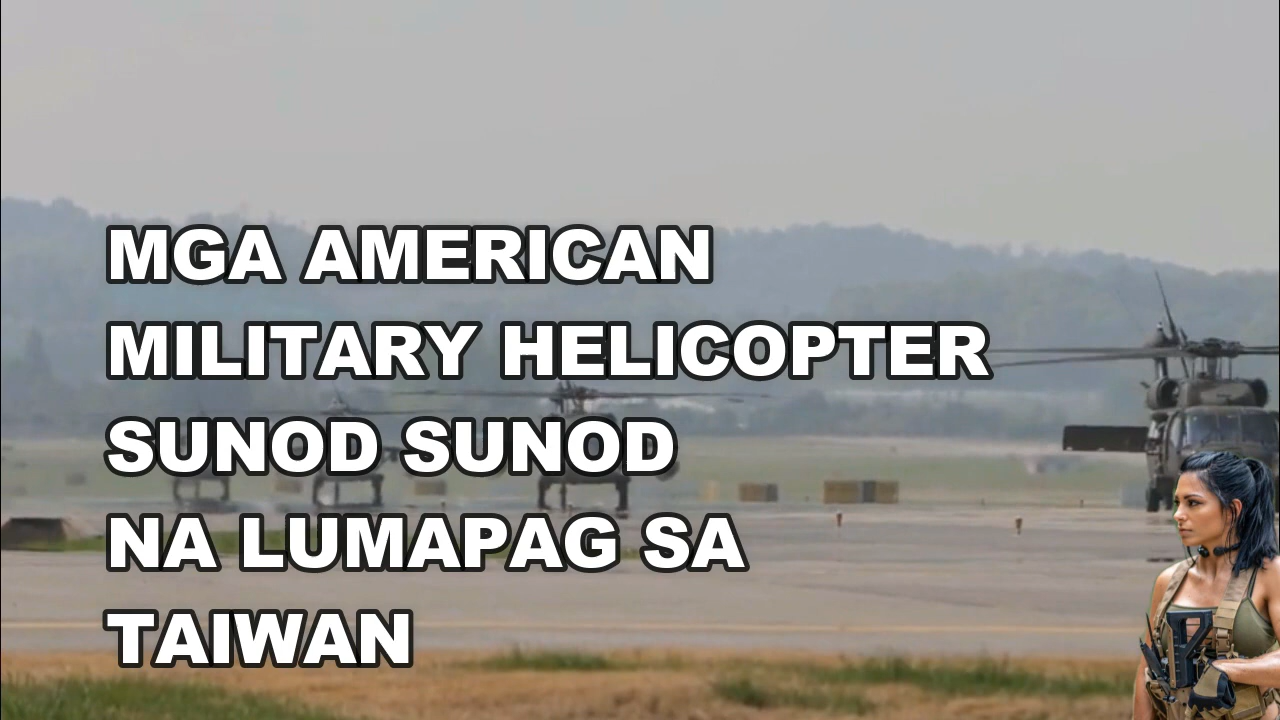 MGA AMERICAN
MILITARY HELICOPTER
SUNOD SUNOD
NA LUMAPAG SA
TAIWAN